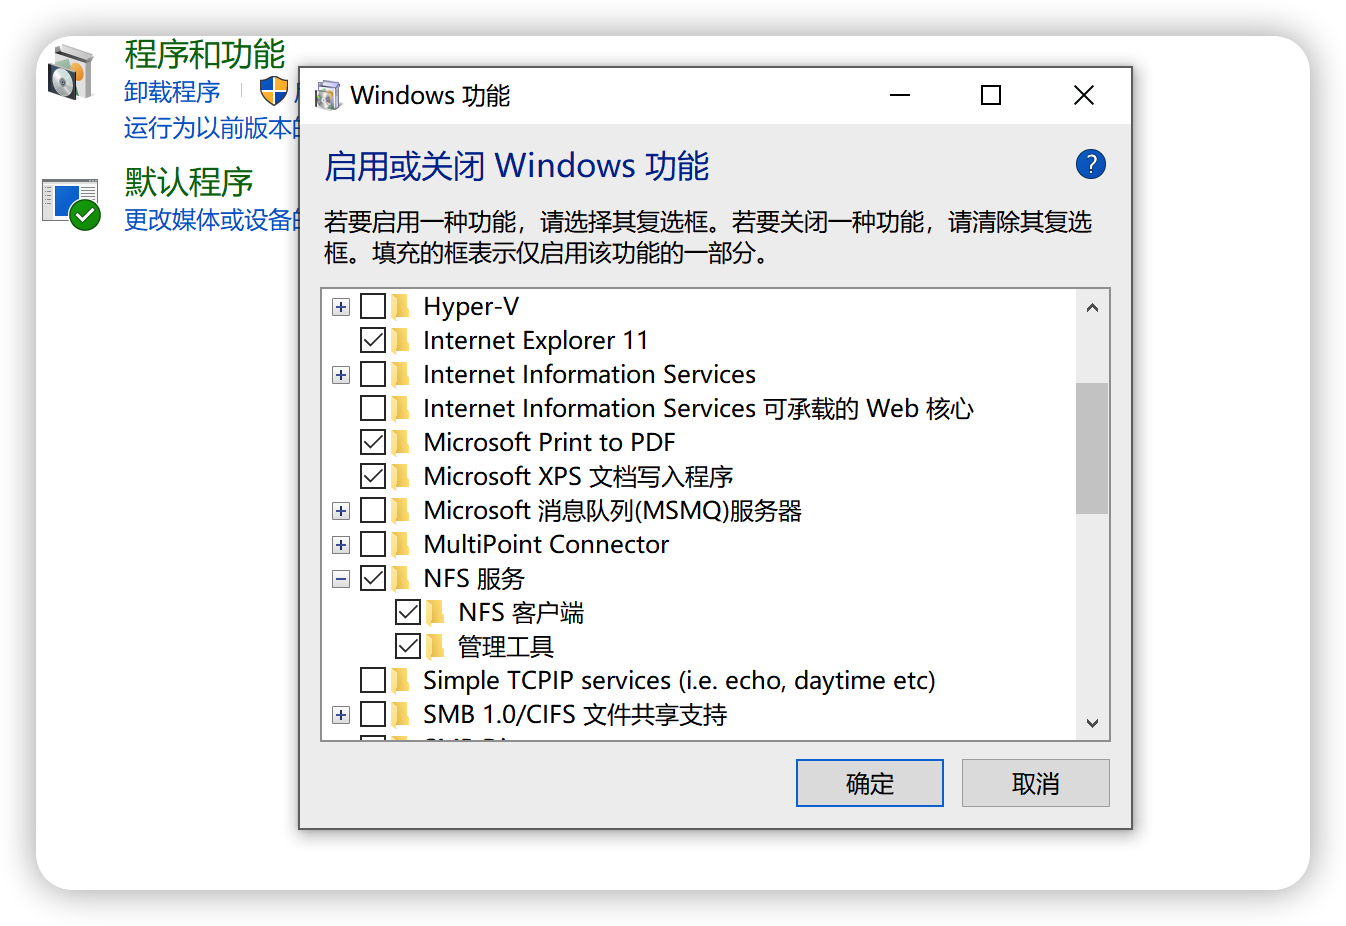 程序和功能
卸载程序
运行为以前版本的
默认程序
更改媒体或设备的
Windows 功能
启用或关闭 Windows 功能
?
若要启用一种功能，请选择其复选框。若要关闭一种功能，请清除其复选
框。填充的框表示仅启用该功能的一部分。
Hyper-V
Internet Explorer 11
Internet Information Services
Internet Information Services 可承载的 Web 核心
Microsoft Print to PDF
Microsoft XPS 文档写入程序
Microsoft 消息队列(MSMQ)服务器
MultiPoint Connector
NFS 服务
NFS 客户端
管理工具
Simple TCPIP services (i.e. echo, daytime etc)
SMB 1.0/CIFS 文件共享支持
确定
取消